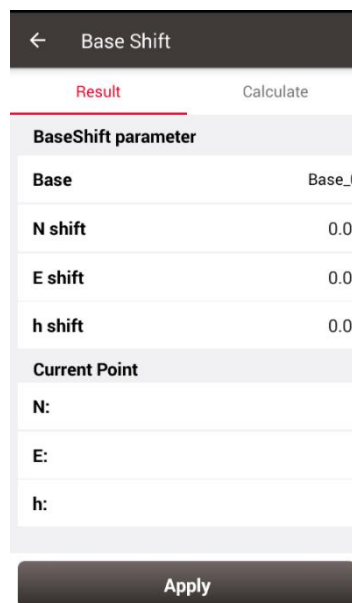 Base Shift
Result Calculate
BaseShift parameter
Base Base_
N shift 0.0
E shift 0.0
h shift 0.0
Current Point
N:
E:
h:
Apply